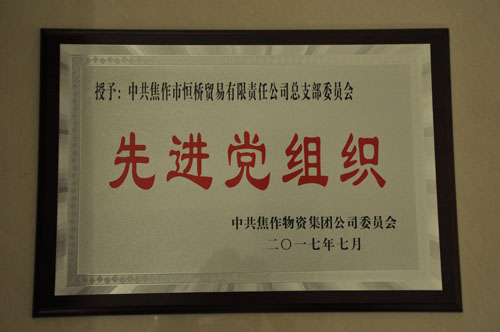 授予：中共焦作市恒桥贸易有限责任公司总支部委员会
先进党组织
中共焦作物资集团公司委员会
二〇一七年七月